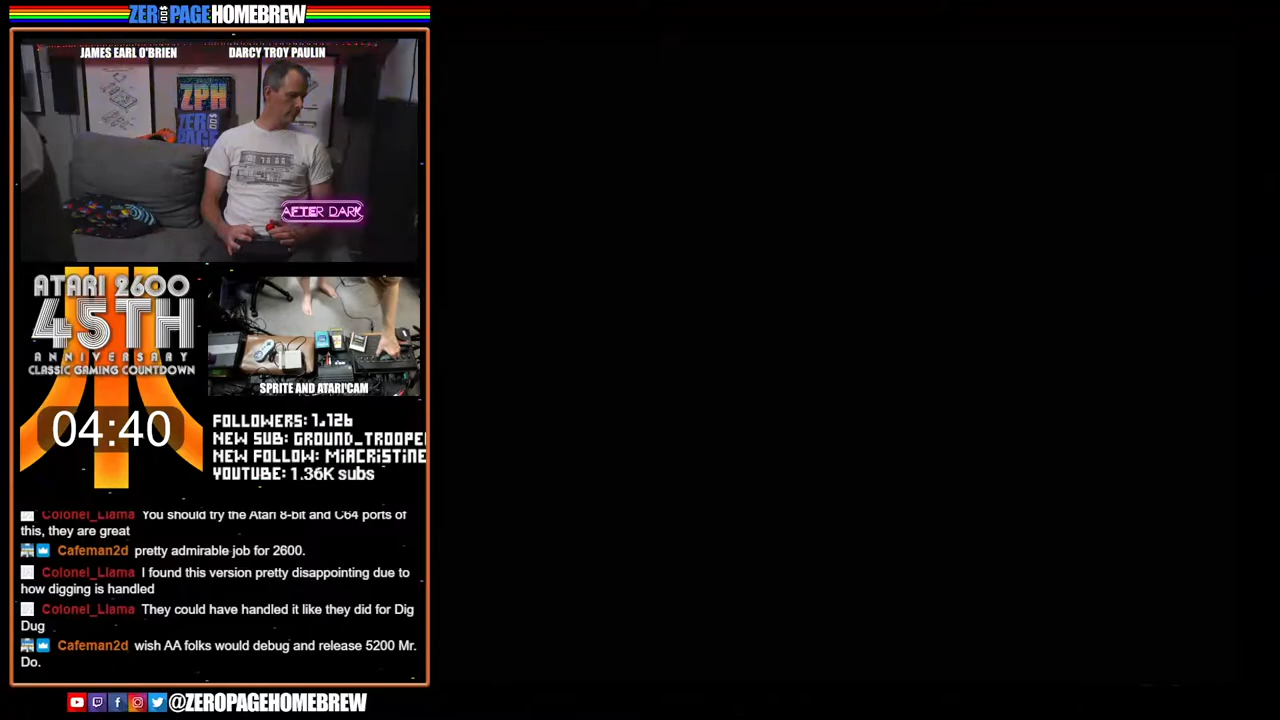 ZERO PAGE HOMEBREW
JAMES EARL O'BRIEN
DARCY TROY PAULIN
ZPH
ZERO
PAGE
AFTER DARK
ATARI 2600
45TH
ANNIVERSARY
CLASSIC GAMING COUNTDOWN
04:40
SPRITE AND ATARI CAM
FOLLOWERS: 1,126
NEW SUB: GROUND_TROOPER
NEW FOLLOW: MIACRISTINE
YOUTUBE: 1.36K subs
Colonel_Llama You should try the Atari 8-bit and C64 ports of
this, they are great
Cafeman2d pretty admirable job for 2600.
Colonel_Llama I found this version pretty disappointing due to
how digging is handled
Colonel_Llama They could have handled it like they did for Dig
Dug
Cafeman2d wish AA folks would debug and release 5200 Mr.
Do.
@ZEROPAGEHOMEBREW